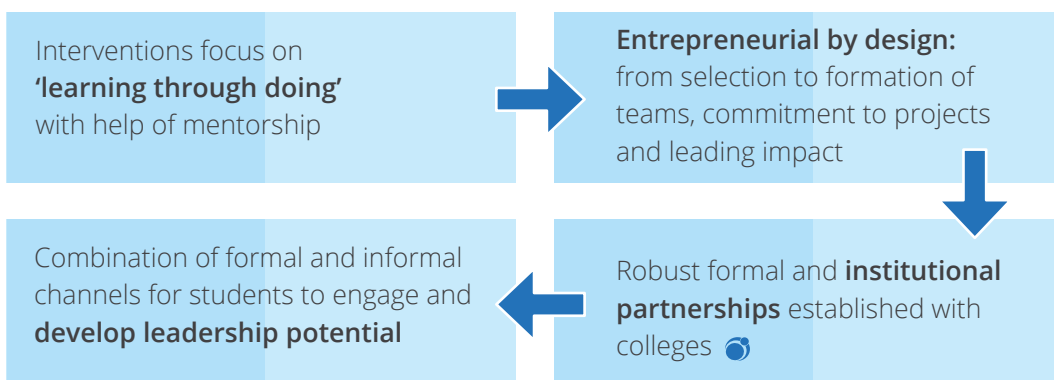 Interventions focus on
‘learning through doing’
with help of mentorship
Entrepreneurial by design:
from selection to formation of
teams, commitment to projects
and leading impact
Robust formal and institutional
partnerships established with
colleges
Combination of formal and informal
channels for students to engage and
develop leadership potential